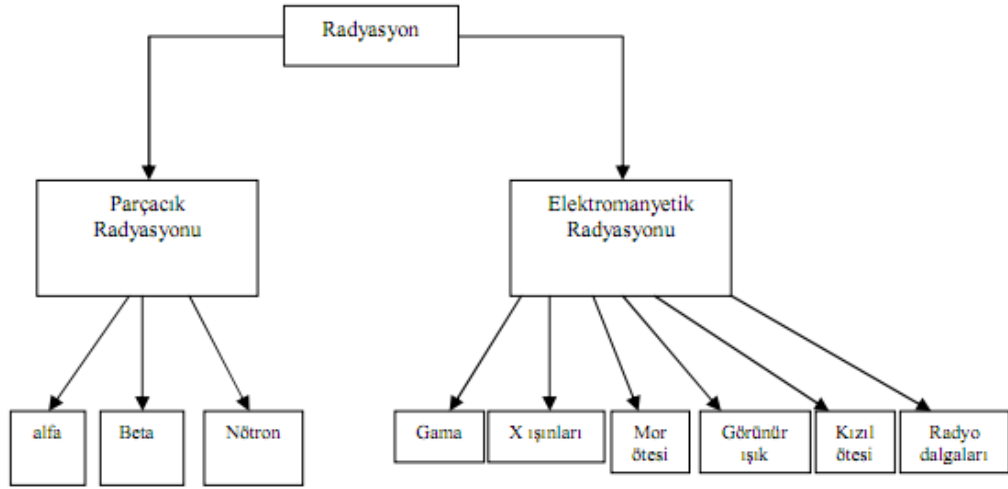 Radyasyon
Parçacık
Radyasyonu
Elektromanyetik
Radyasyonu
alfa
Beta
Nötron
Gama
X ışınları
Mor
ötesi
Görünür
ışık
Kızıl
ötesi
Radyo
dalgaları